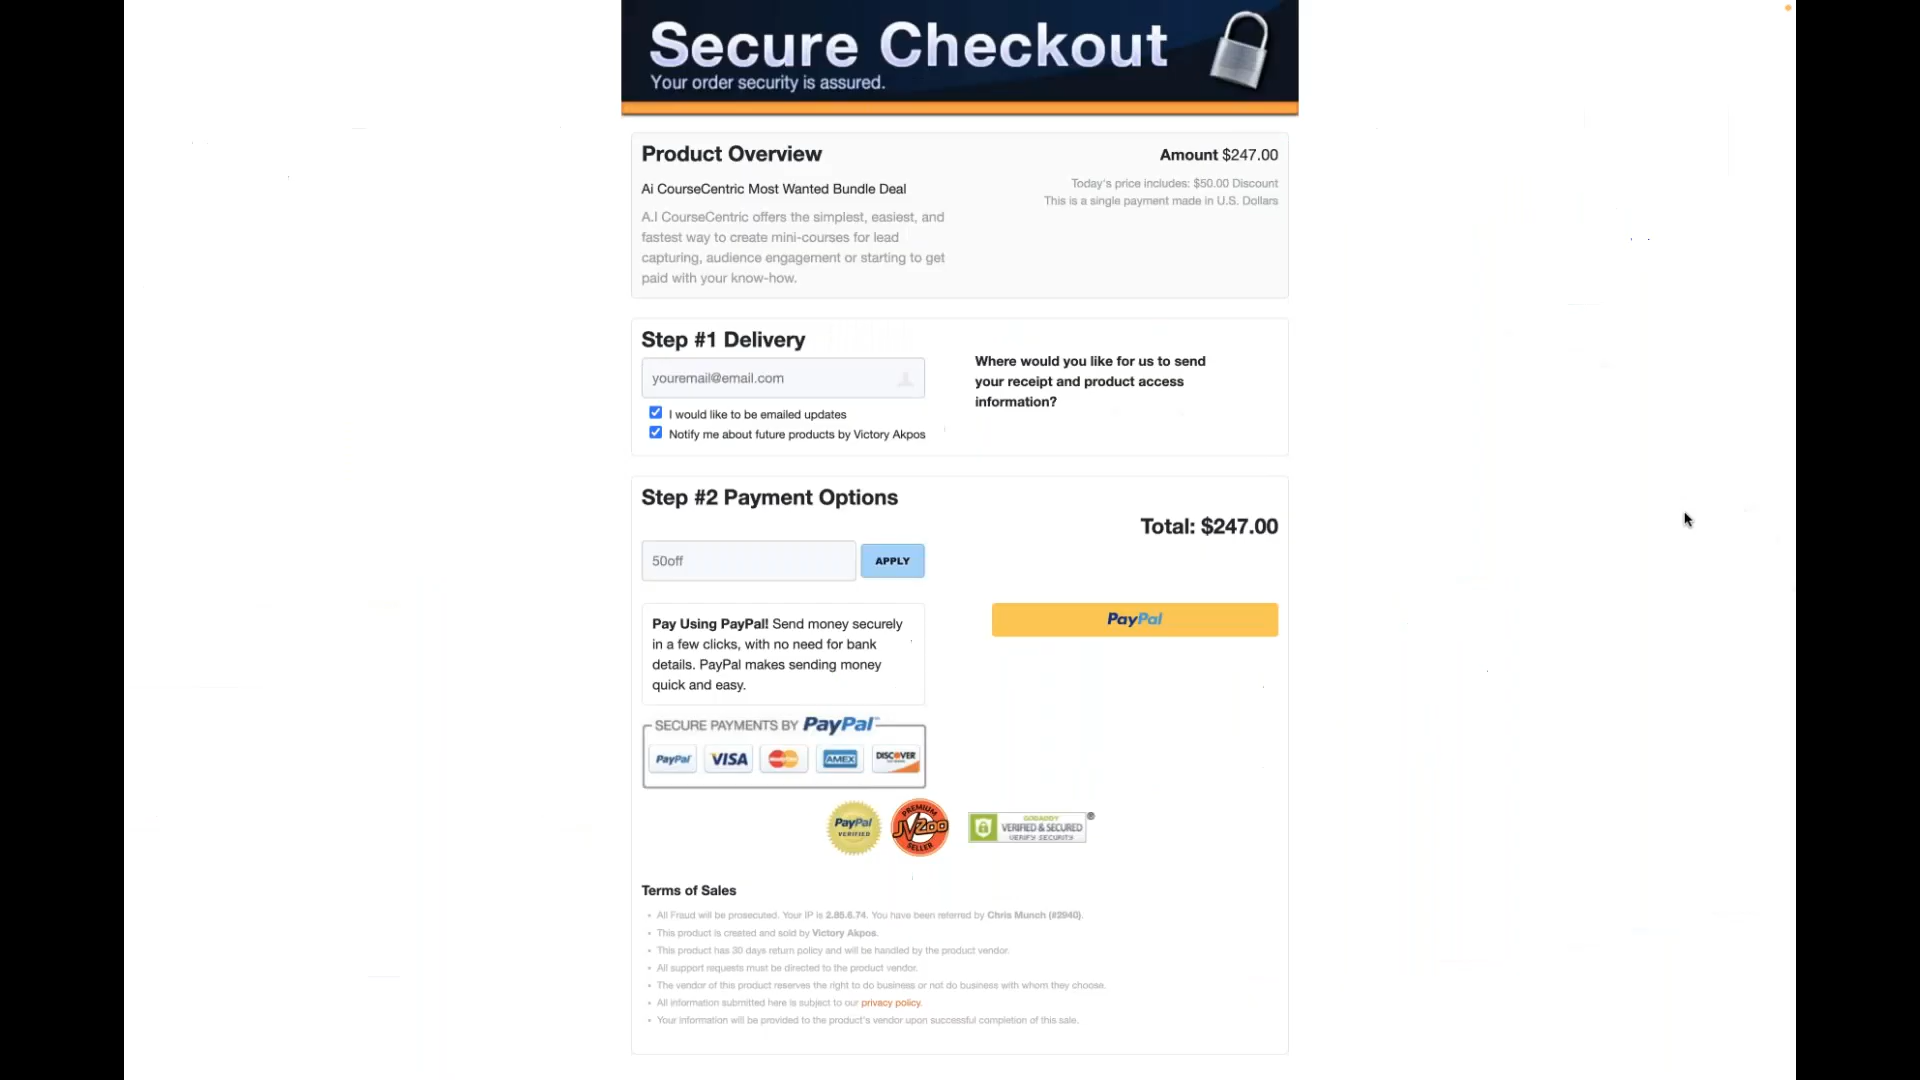 Secure Checkout
Your order security is assured.
Product Overview
Amount $247.00
Ai CourseCentric Most Wanted Bundle Deal
Today's price includes: $50.00 Discount
This is a single payment made in U.S. Dollars
A.I CourseCentric offers the simplest, easiest, and
fastest way to create mini-courses for lead
capturing, audience engagement or starting to get
paid with your know-how.
Step #1 Delivery
youremail@email.com
I would like to be emailed updates
Notify me about future products by Victory Akpos
Where would you like for us to send
your receipt and product access
information?
Step #2 Payment Options
Total: $247.00
50off
APPLY
PayPal
Pay Using PayPal! Send money securely
in a few clicks, with no need for bank
details. PayPal makes sending money
quick and easy.
SECURE PAYMENTS BY PayPal™
PayPal VISA AMEX DISCOVER
PayPal
VERIFIED
PREMIUM
JVZoo
SELLER
GODADDY
VERIFIED & SECURED
VERIFY SECURITY
®
Terms of Sales
• All Fraud will be prosecuted. Your IP is 2.85.6.74. You have been referred by Chris Munch (#2940).
• This product is created and sold by Victory Akpos.
• This product has 30 days return policy and will be handled by the product vendor.
• All support requests must be directed to the product vendor.
• The vendor of this product reserves the right to do business or not do business with whom they choose.
• All information submitted here is subject to our privacy policy.
• Your information will be provided to the product's vendor upon successful completion of this sale.